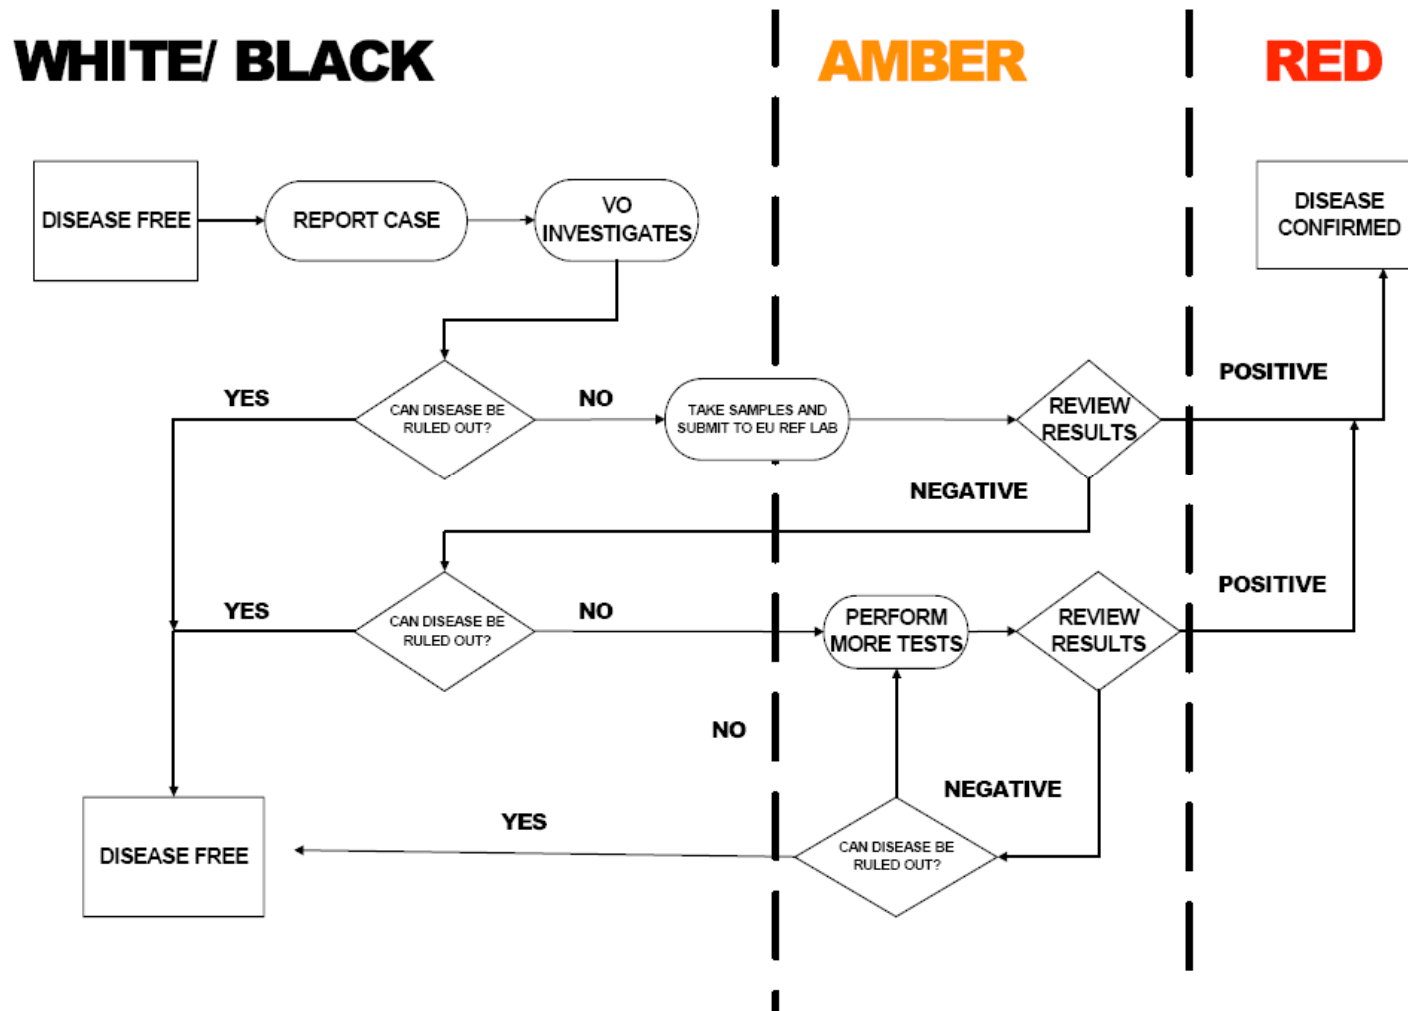 WHITE/ BLACK
AMBER
RED
DISEASE FREE
REPORT CASE
VO
INVESTIGATES
DISEASE
CONFIRMED
YES
CAN DISEASE BE
RULED OUT?
NO
TAKE SAMPLES AND
SUBMIT TO EU REF LAB
REVIEW
RESULTS
POSITIVE
NEGATIVE
YES
CAN DISEASE BE
RULED OUT?
NO
PERFORM
MORE TESTS
REVIEW
RESULTS
POSITIVE
NO
NEGATIVE
YES
CAN DISEASE BE
RULED OUT?
DISEASE FREE